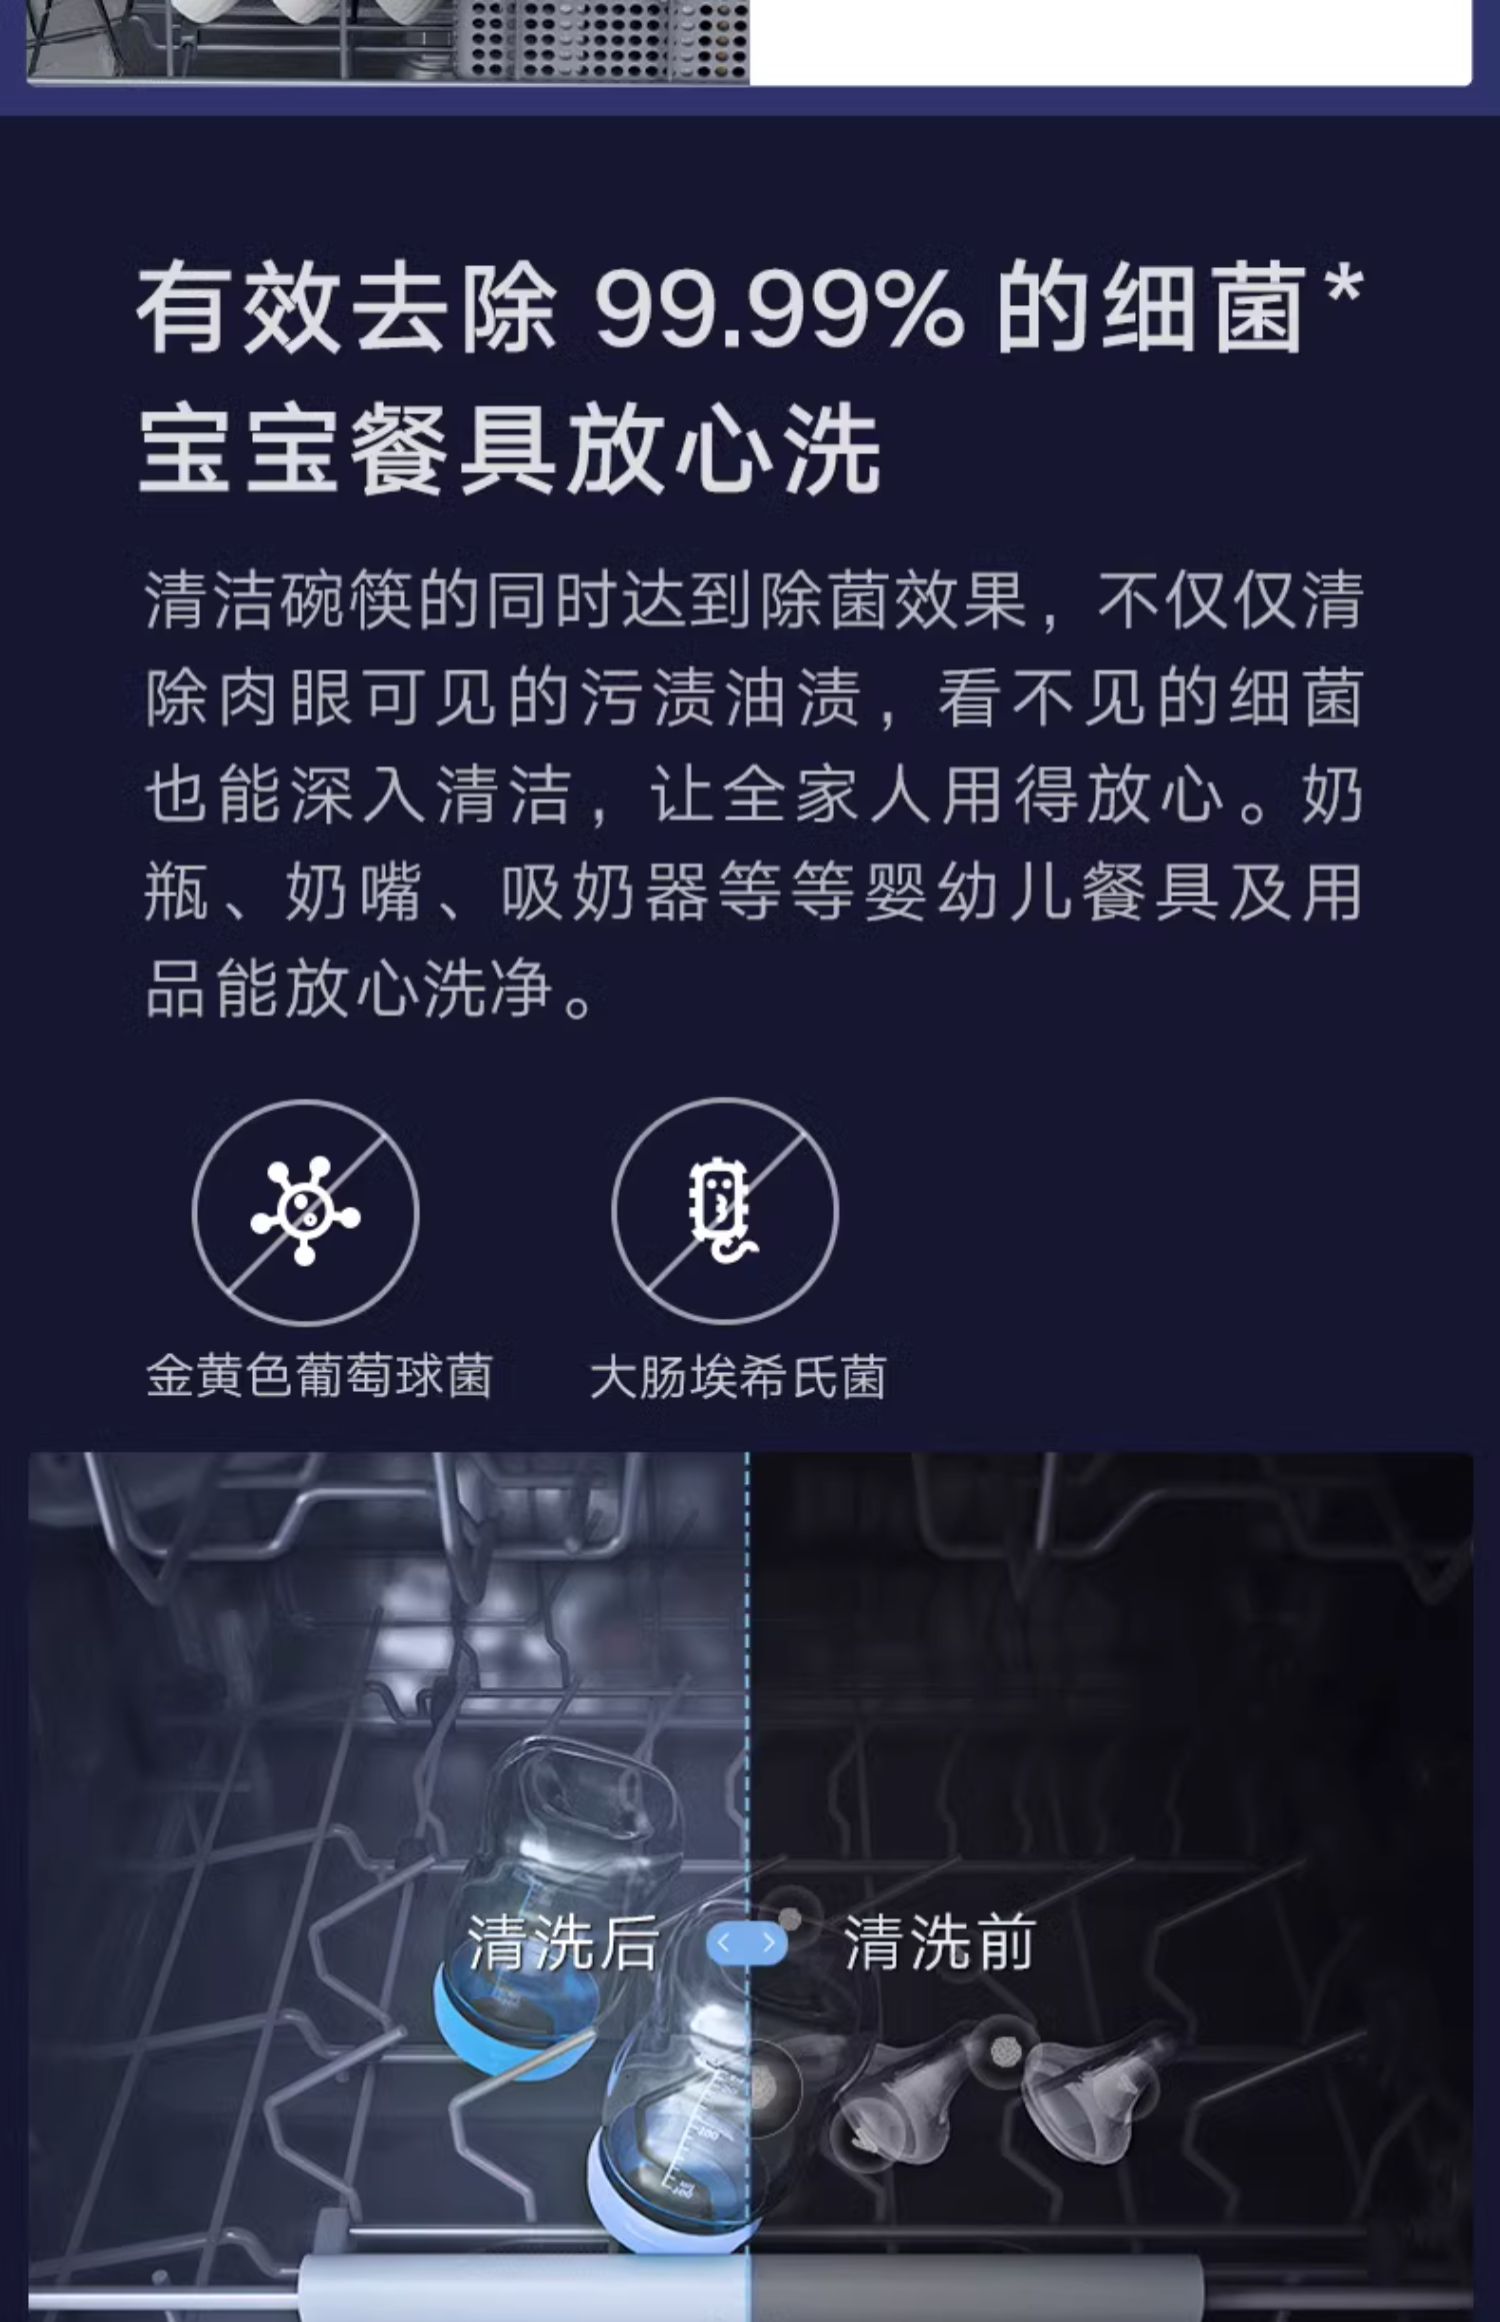 有效去除 99.99% 的细菌*
宝宝餐具放心洗
清洁碗筷的同时达到除菌效果，不仅仅清
除肉眼可见的污渍油渍，看不见的细菌
也能深入清洁，让全家人用得放心。奶
瓶、奶嘴、吸奶器等等婴幼儿餐具及用
品能放心洗净。
金黄色葡萄球菌 大肠埃希氏菌
清洗后 清洗前